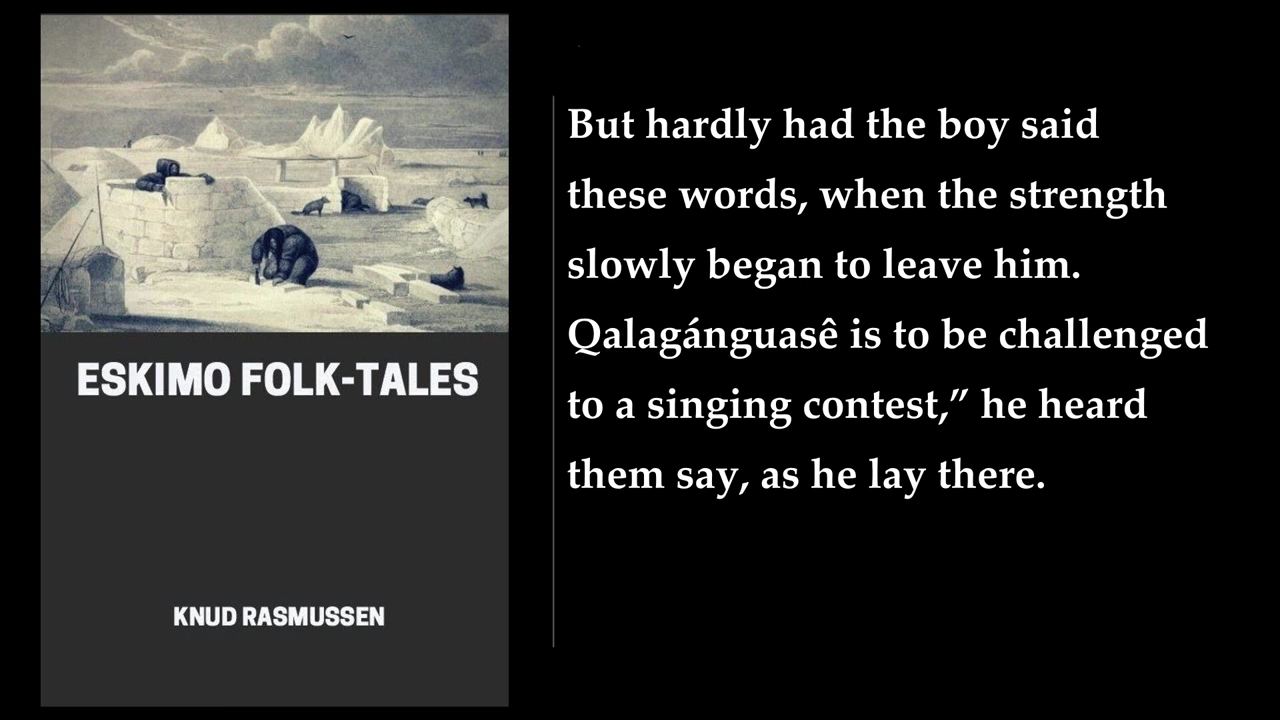 ESKIMO FOLK-TALES
KNUD RASMUSSEN
But hardly had the boy said
these words, when the strength
slowly began to leave him.
Qalagánguasê is to be challenged
to a singing contest,” he heard
them say, as he lay there.